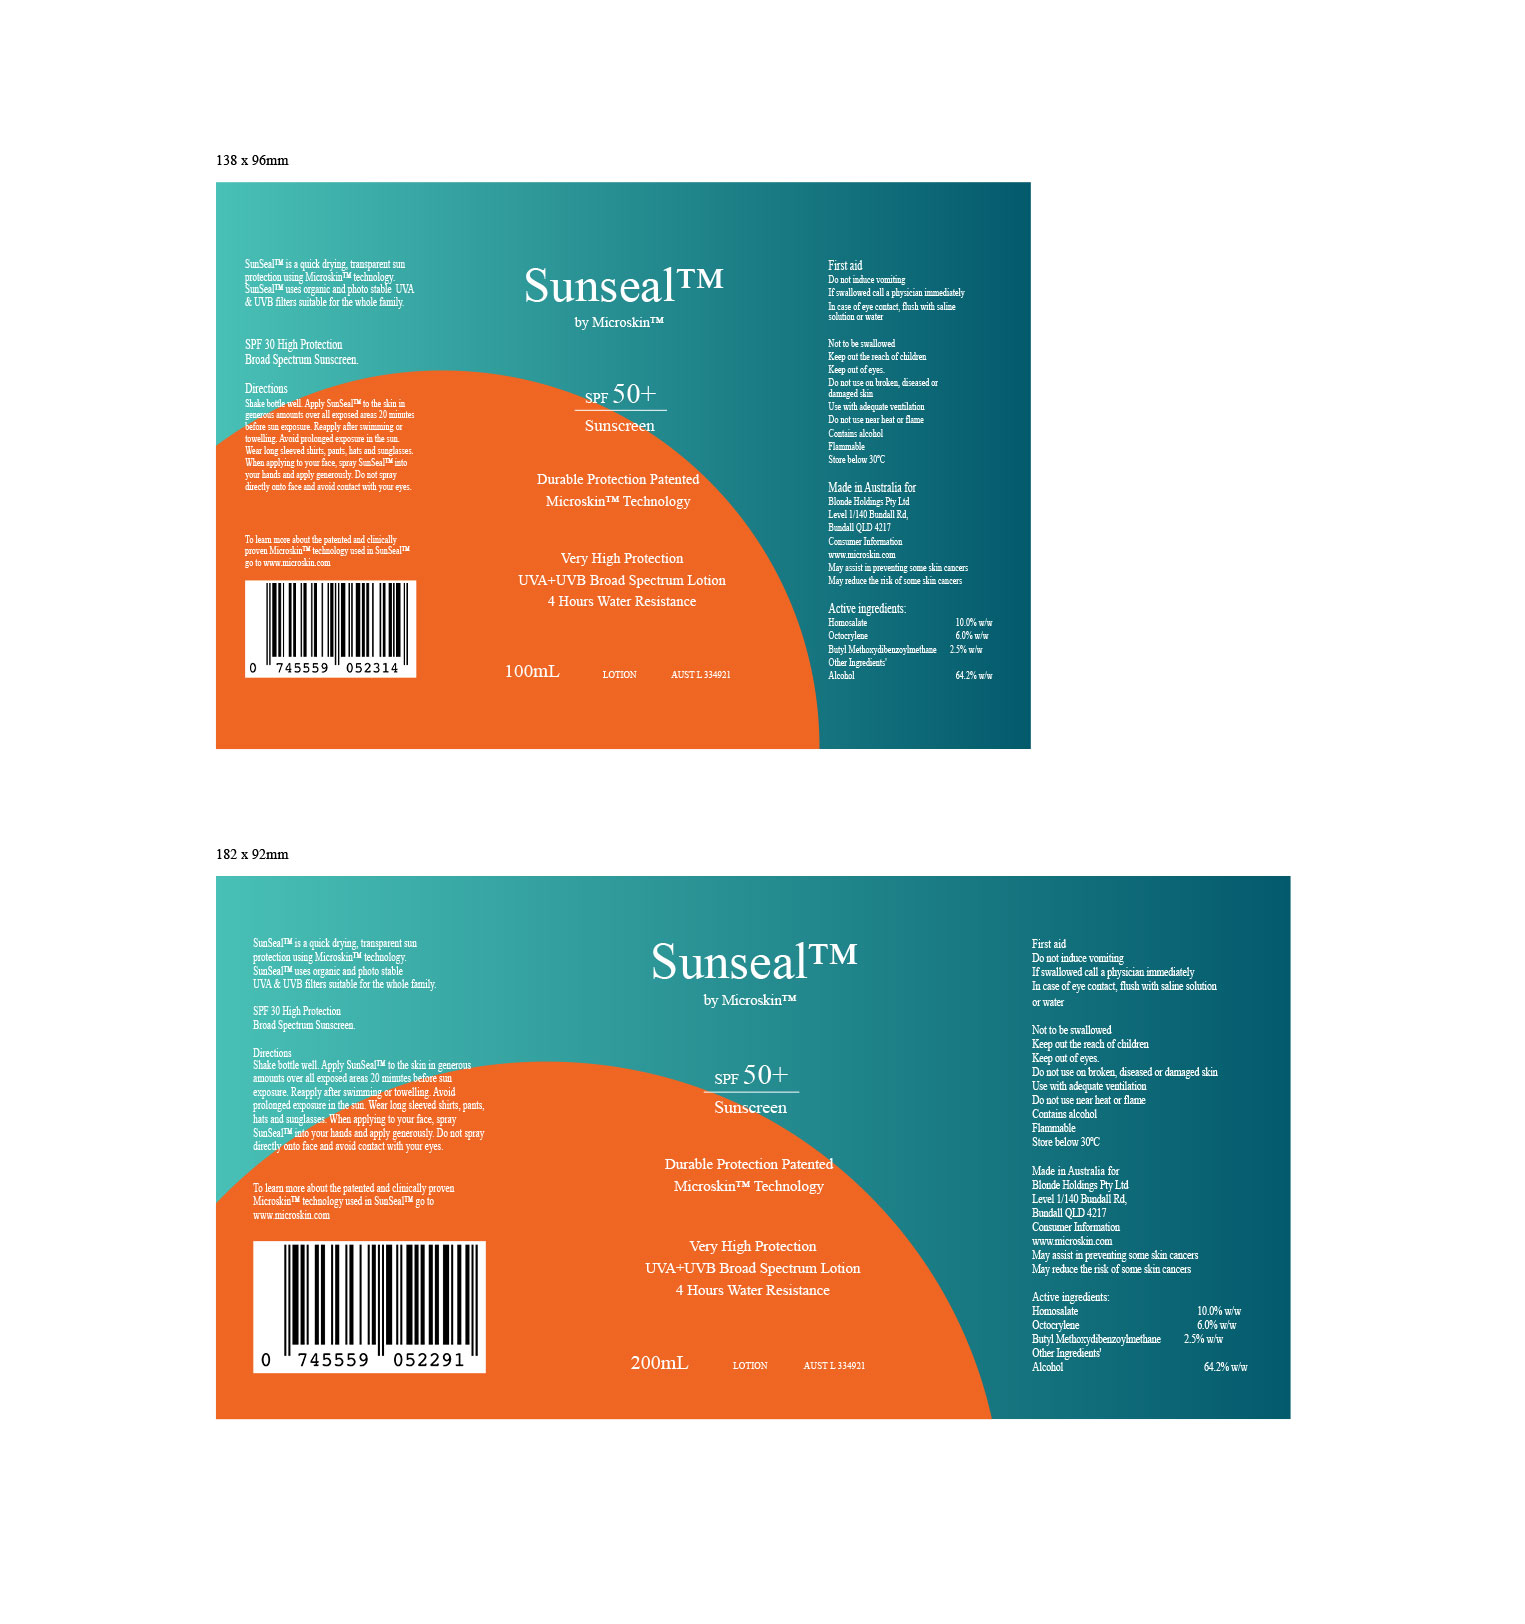 138 x 96mm
SunSeal™ is a quick drying, transparent sun
protection using Microskin™ technology.
SunSeal™ uses organic and photo stable UVA
& UVB filters suitable for the whole family.
SPF 30 High Protection
Broad Spectrum Sunscreen.
Directions
Shake bottle well. Apply SunSeal™ to the skin in
generous amounts over all exposed areas 20 minutes
before sun exposure. Reapply after swimming or
towelling. Avoid prolonged exposure in the sun.
Wear long sleeved shirts, pants, hats and sunglasses.
When applying to your face, spray SunSeal™ into
your hands and apply generously. Do not spray
directly onto face and avoid contact with your eyes.
To learn more about the patented and clinically
proven Microskin™ technology used in SunSeal™
go to www.microskin.com
0 745559 052314
Sunseal™
by Microskin™
SPF 50+
Sunscreen
Durable Protection Patented
Microskin™ Technology
Very High Protection
UVA+UVB Broad Spectrum Lotion
4 Hours Water Resistance
100mL LOTION AUST L 334921
First aid
Do not induce vomiting
If swallowed call a physician immediately
In case of eye contact, flush with saline
solution or water
Not to be swallowed
Keep out the reach of children
Keep out of eyes.
Do not use on broken, diseased or
damaged skin
Use with adequate ventilation
Do not use near heat or flame
Contains alcohol
Flammable
Store below 30°C
Made in Australia for
Blonde Holdings Pty Ltd
Level 1/140 Bundall Rd,
Bundall QLD 4217
Consumer Information
www.microskin.com
May assist in preventing some skin cancers
May reduce the risk of some skin cancers
Active ingredients:
Homosalate 10.0% w/w
Octocrylene 6.0% w/w
Butyl Methoxydibenzoylmethane 2.5% w/w
Other Ingredients'
Alcohol 64.2% w/w
182 x 92mm
SunSeal™ is a quick drying, transparent sun
protection using Microskin™ technology.
SunSeal™ uses organic and photo stable
UVA & UVB filters suitable for the whole family.
SPF 30 High Protection
Broad Spectrum Sunscreen.
Directions
Shake bottle well. Apply SunSeal™ to the skin in generous
amounts over all exposed areas 20 minutes before sun
exposure. Reapply after swimming or towelling. Avoid
prolonged exposure in the sun. Wear long sleeved shirts, pants,
hats and sunglasses. When applying to your face, spray
SunSeal™ into your hands and apply generously. Do not spray
directly onto face and avoid contact with your eyes.
To learn more about the patented and clinically proven
Microskin™ technology used in SunSeal™ go to
www.microskin.com
0 745559 052291
Sunseal™
by Microskin™
SPF 50+
Sunscreen
Durable Protection Patented
Microskin™ Technology
Very High Protection
UVA+UVB Broad Spectrum Lotion
4 Hours Water Resistance
200mL LOTION AUST L 334921
First aid
Do not induce vomiting
If swallowed call a physician immediately
In case of eye contact, flush with saline solution
or water
Not to be swallowed
Keep out the reach of children
Keep out of eyes.
Do not use on broken, diseased or damaged skin
Use with adequate ventilation
Do not use near heat or flame
Contains alcohol
Flammable
Store below 30°C
Made in Australia for
Blonde Holdings Pty Ltd
Level 1/140 Bundall Rd,
Bundall QLD 4217
Consumer Information
www.microskin.com
May assist in preventing some skin cancers
May reduce the risk of some skin cancers
Active ingredients:
Homosalate 10.0% w/w
Octocrylene 6.0% w/w
Butyl Methoxydibenzoylmethane 2.5% w/w
Other Ingredients'
Alcohol 64.2% w/w